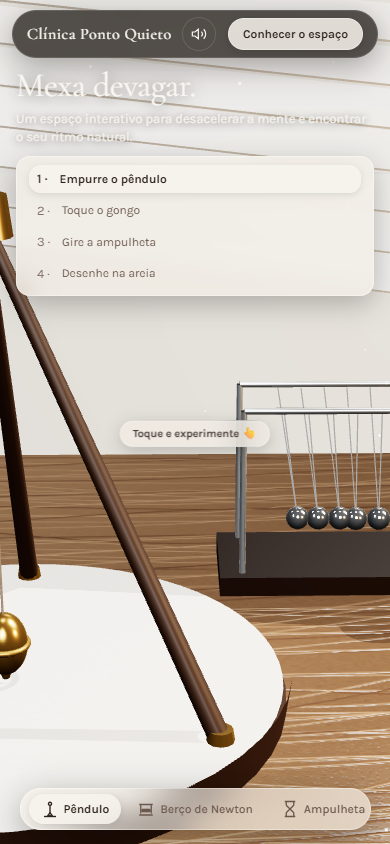 Clínica Ponto Quieto
Conhecer o espaço
Mexa devagar.
Um espaço interativo para desacelerar a mente e encontrar
o seu ritmo natural.
1 · Empurre o pêndulo
2 · Toque o gongo
3 · Gire a ampulheta
4 · Desenhe na areia
Toque e experimente 👆
Pêndulo
Berço de Newton
Ampulheta